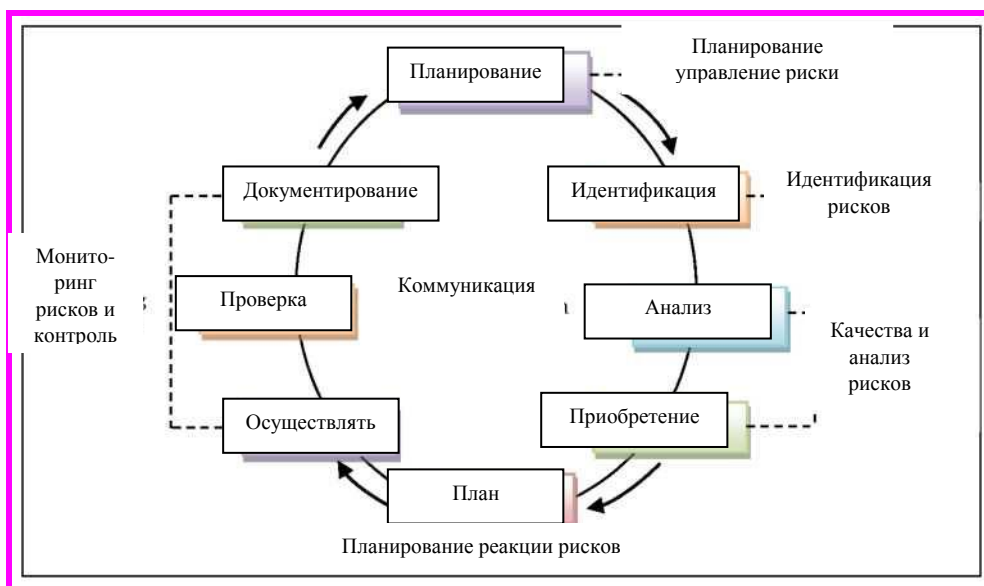 Планирование
Планирование
управление риски
Документирование
Идентификация
Идентификация
рисков
Монито-
ринг
рисков и
контроль
Проверка
Коммуникация
Анализ
Качества и
анализ
рисков
Осуществлять
Приобретение
План
Планирование реакции рисков